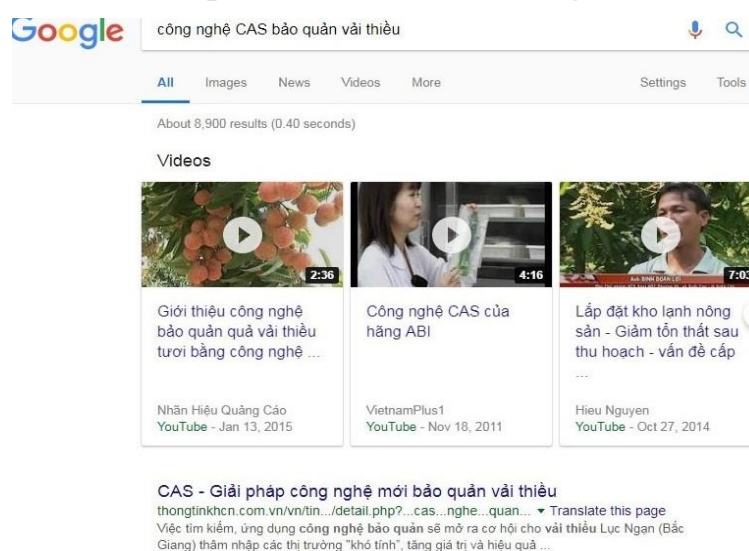 Google
công nghệ CAS bảo quản vải thiều
All Images News Videos More Settings Tools
About 8,900 results (0.40 seconds)
Videos
2:36
4:16
7:03
Giới thiệu công nghệ
bảo quản quả vải thiều
tươi bằng công nghệ ...
Nhãn Hiệu Quảng Cáo
YouTube - Jan 13, 2015
Công nghệ CAS của
hãng ABI
VietnamPlus1
YouTube - Nov 18, 2011
Lắp đặt kho lạnh nông
sản - Giảm tổn thất sau
thu hoạch - vấn đề cấp
...
Hieu Nguyen
YouTube - Oct 27, 2014
CAS - Giải pháp công nghệ mới bảo quản vải thiều
thongtinkhcn.com.vn/vn/tin.../detail.php?...cas...nghe...quan... ▾ Translate this page
Việc tìm kiếm, ứng dụng công nghệ bảo quản sẽ mở ra cơ hội cho vải thiều Lục Ngạn (Bắc
Giang) thâm nhập các thị trường "khó tính", tăng giá trị và hiệu quả ...